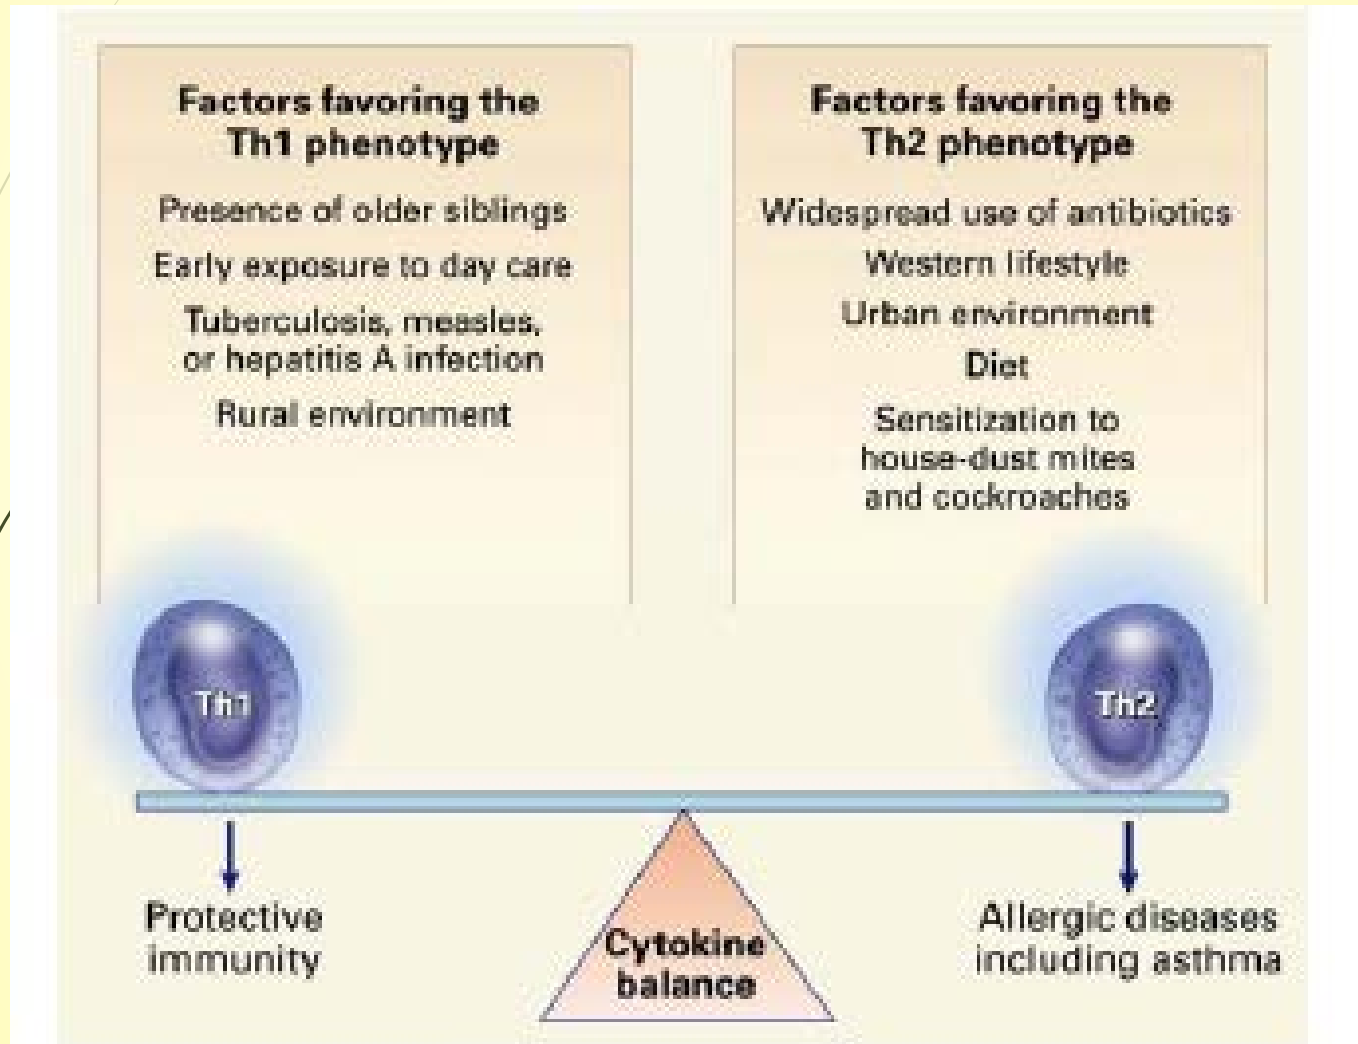 Factors favoring the
Th1 phenotype
Presence of older siblings
Early exposure to day care
Tuberculosis, measles,
or hepatitis A infection
Rural environment
Factors favoring the
Th2 phenotype
Widespread use of antibiotics
Western lifestyle
Urban environment
Diet
Sensitization to
house-dust mites
and cockroaches
Th1
Th2
Protective
immunity
Cytokine
balance
Allergic diseases
including asthma